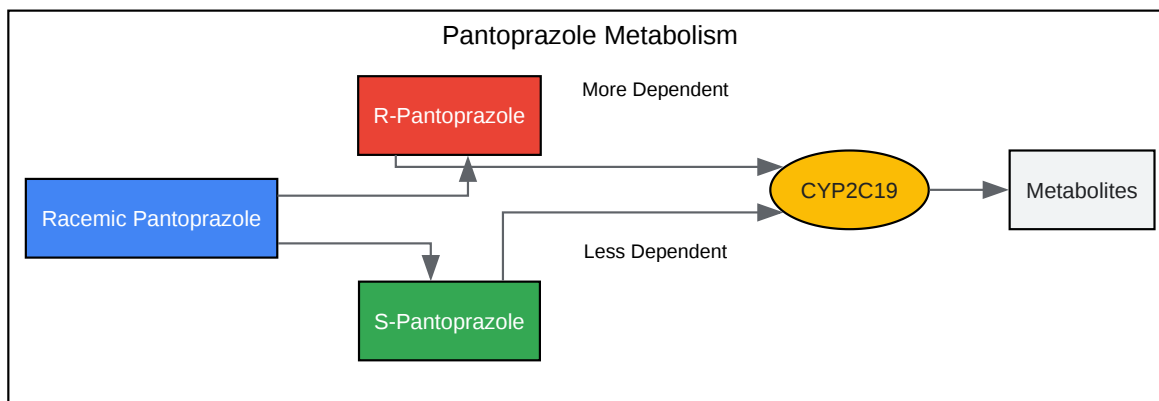 Pantoprazole Metabolism
R-Pantoprazole
More Dependent
Racemic Pantoprazole
CYP2C19
Metabolites
Less Dependent
S-Pantoprazole